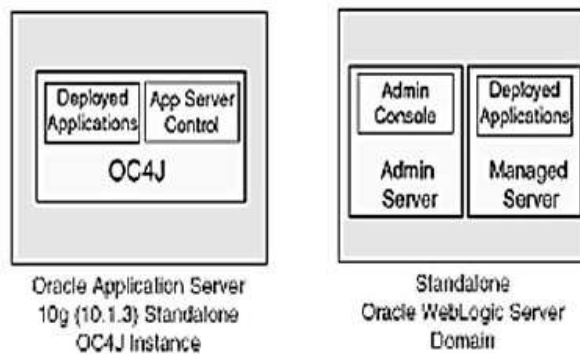 Deployed
Applications
App Server
Control
OC4J
Oracle Application Server
10g (10.1.3) Standalone
OC4J Instance
Admin
Console
Admin
Server
Deployed
Applications
Managed
Server
Standalone
Oracle WebLogic Server
Domain